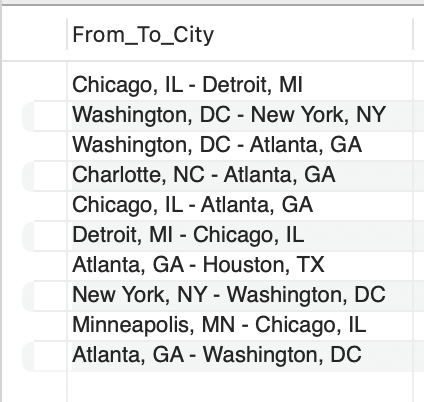 From_To_City
Chicago, IL - Detroit, MI
Washington, DC - New York, NY
Washington, DC - Atlanta, GA
Charlotte, NC - Atlanta, GA
Chicago, IL - Atlanta, GA
Detroit, MI - Chicago, IL
Atlanta, GA - Houston, TX
New York, NY - Washington, DC
Minneapolis, MN - Chicago, IL
Atlanta, GA - Washington, DC